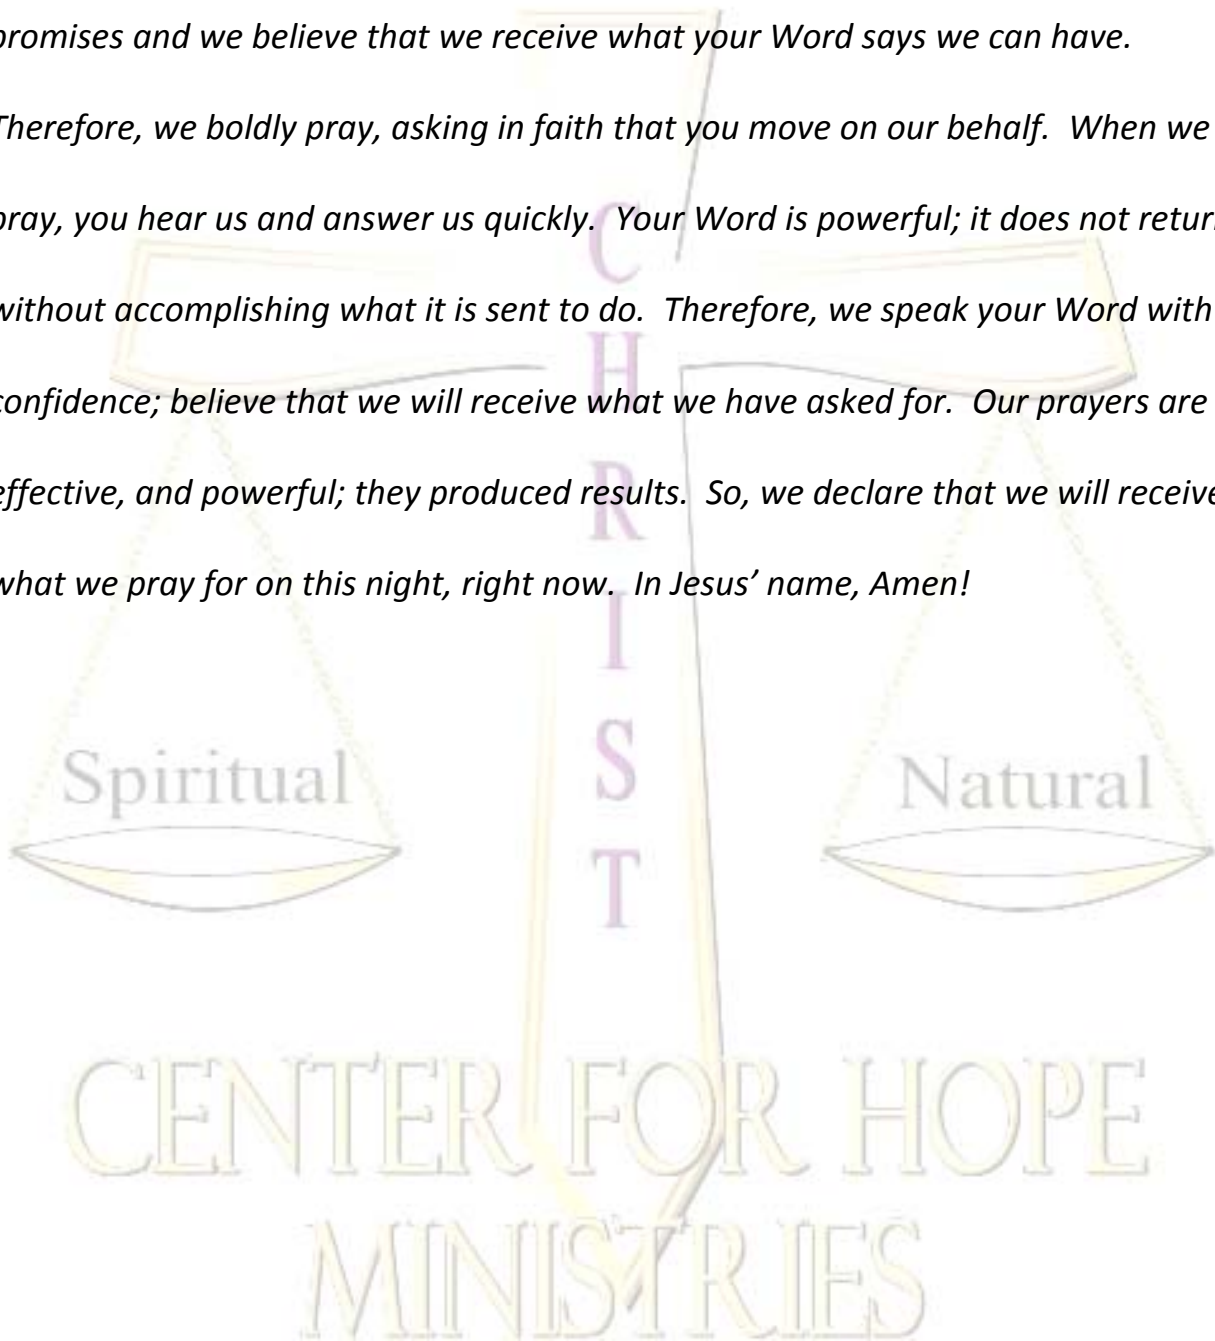 promises and we believe that we receive what your Word says we can have.
Therefore, we boldly pray, asking in faith that you move on our behalf.  When we
pray, you hear us and answer us quickly.  Your Word is powerful; it does not return
without accomplishing what it is sent to do.  Therefore, we speak your Word with
confidence; believe that we will receive what we have asked for.  Our prayers are
effective, and powerful; they produced results.  So, we declare that we will receive
what we pray for on this night, right now.  In Jesus’ name, Amen!
CHRIST
Spiritual
Natural
CENTER FOR HOPE
MINISTRIES